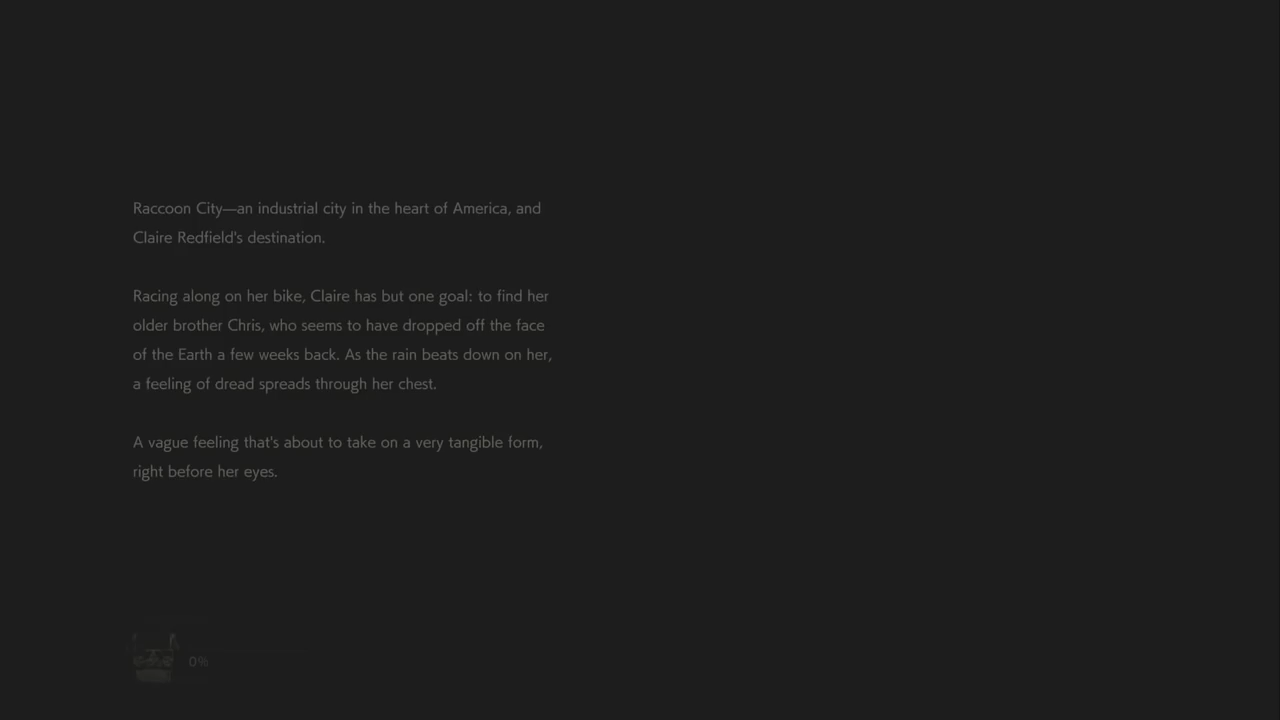 Raccoon City—an industrial city in the heart of America, and
Claire Redfield's destination.
Racing along on her bike, Claire has but one goal: to find her
older brother Chris, who seems to have dropped off the face
of the Earth a few weeks back. As the rain beats down on her,
a feeling of dread spreads through her chest.
A vague feeling that's about to take on a very tangible form,
right before her eyes.
0%